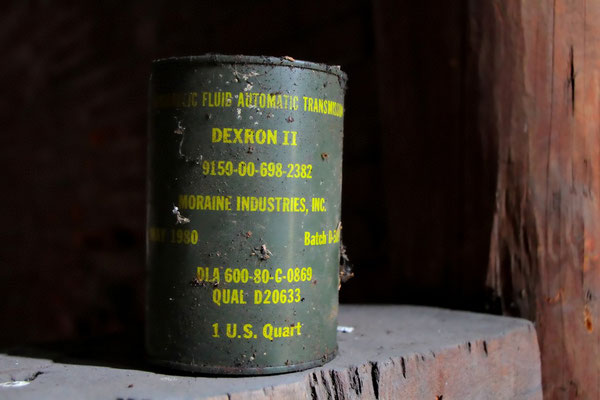 FLUID AUTOMATIC TRANSMISSION
DEXRON II
9150-00-698-2382
MORAINE INDUSTRIES, INC.
MAY 1980 Batch
DLA 600-80-C-0869
QUAL D20633
1 U.S. Quart